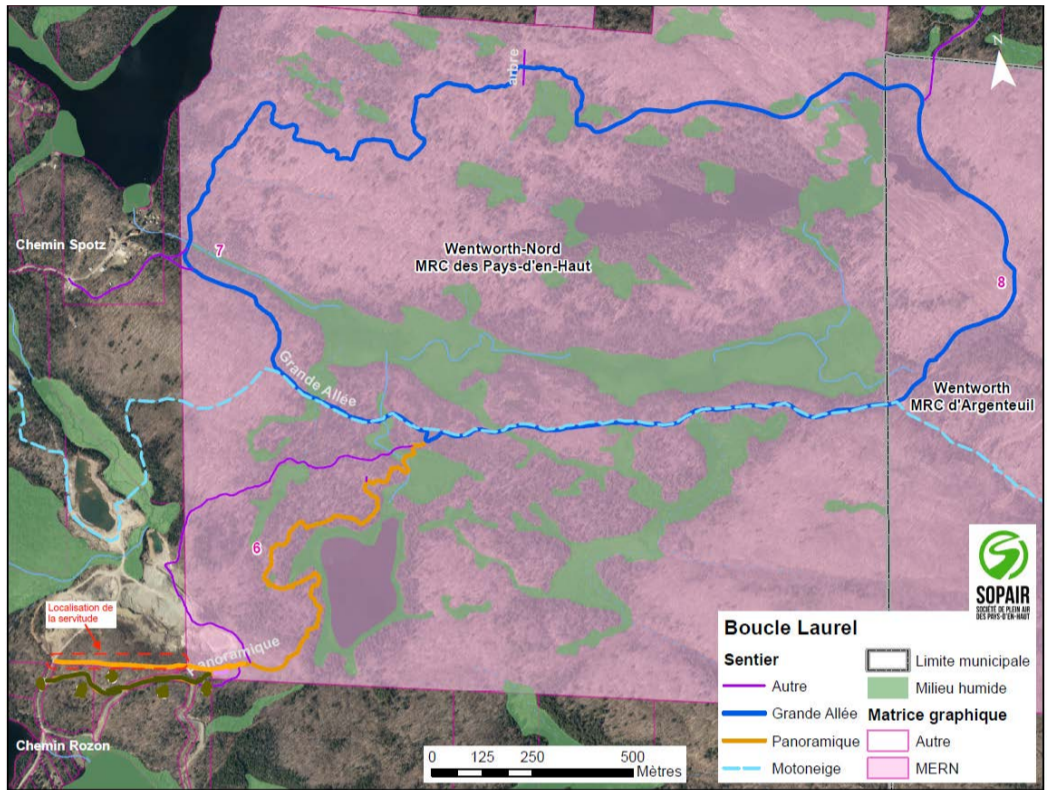 N
arbre
Chemin Spotz
7
Wentworth-Nord
MRC des Pays-d'en-Haut
8
Grande Allée
Wentworth
MRC d'Argenteuil
6
Localisation de
la servitude
Panoramique
Chemin Rozon
0 125 250 500
Mètres
SOPAIR
SOCIÉTÉ DE PLEIN AIR
DES PAYS-D'EN-HAUT
Boucle Laurel
Sentier
Autre
Grande Allée
Panoramique
Motoneige
Limite municipale
Milieu humide
Matrice graphique
Autre
MERN